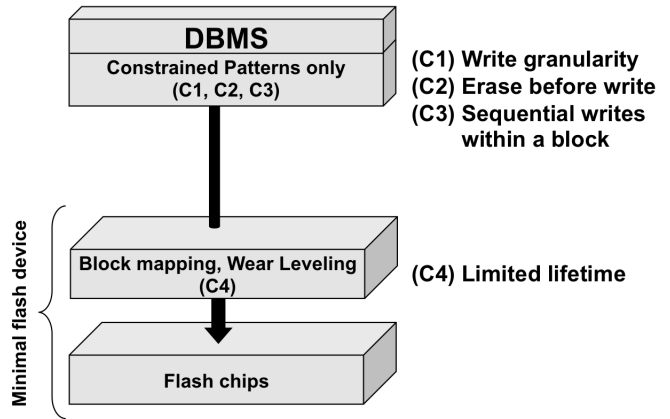 DBMS
Constrained Patterns only
(C1, C2, C3)
(C1) Write granularity
(C2) Erase before write
(C3) Sequential writes
within a block
Minimal flash device
Block mapping, Wear Leveling
(C4)
(C4) Limited lifetime
Flash chips